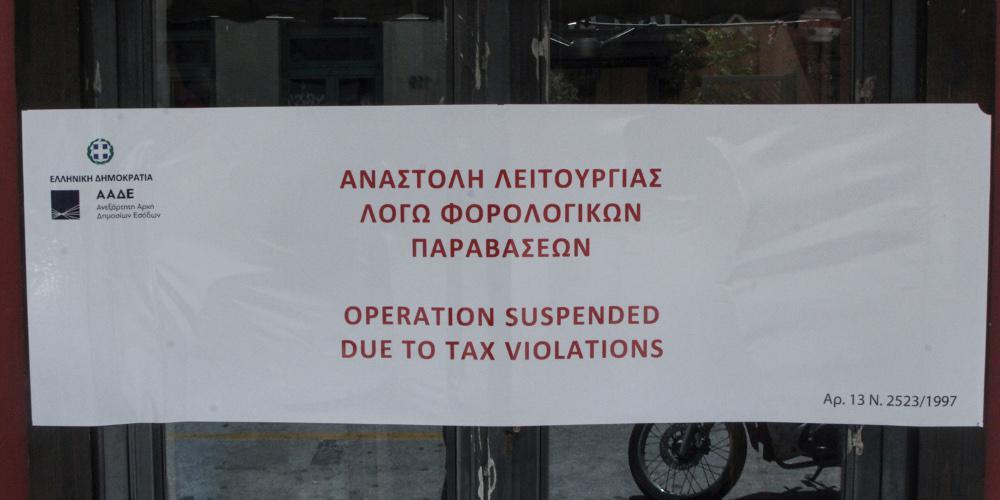 ΕΛΛΗΝΙΚΗ ΔΗΜΟΚΡΑΤΙΑ
ΑΑΔΕ
Ανεξάρτητη Αρχή
Δημοσίων Εσόδων
ΑΝΑΣΤΟΛΗ ΛΕΙΤΟΥΡΓΙΑΣ
ΛΟΓΩ ΦΟΡΟΛΟΓΙΚΩΝ
ΠΑΡΑΒΑΣΕΩΝ
OPERATION SUSPENDED
DUE TO TAX VIOLATIONS
Αρ. 13 Ν. 2523/1997